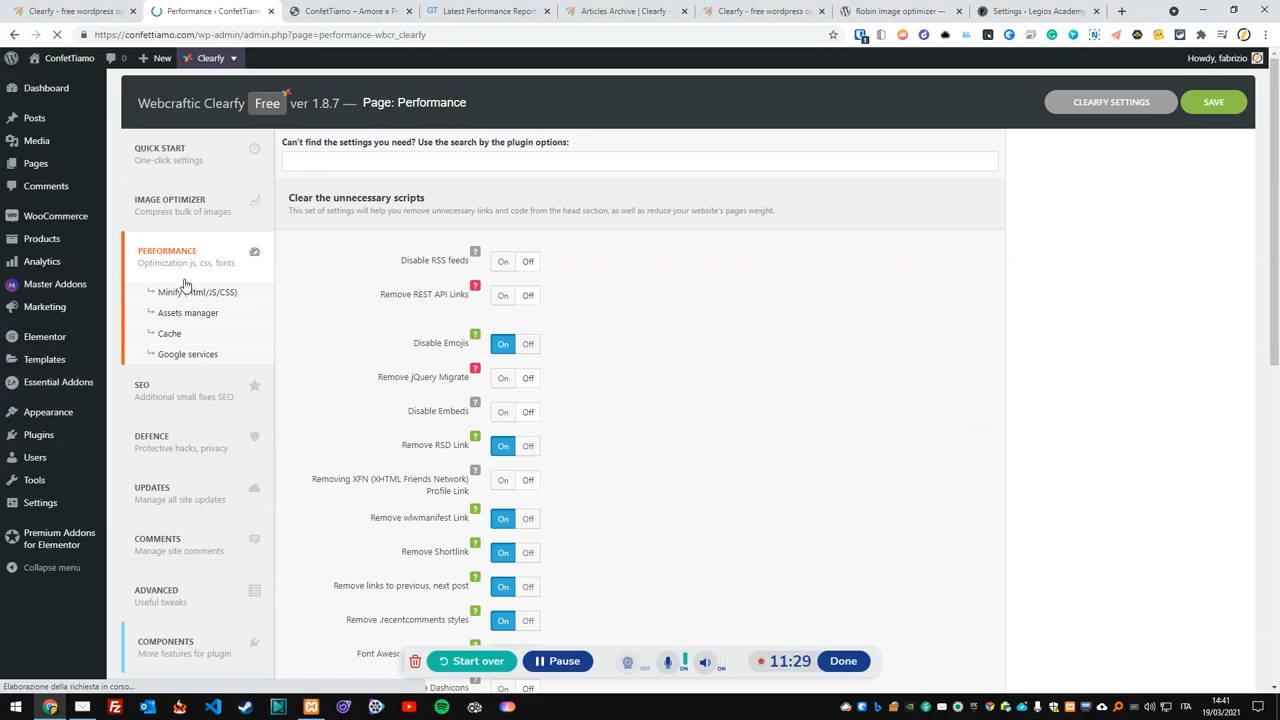 Clearfy - free wordpress op
Performance ‹ ConfetTiamo —
ConfetTiamo – Amore a P
Latest Performance Report
Articles Archive | Clearfy -
Clearfy - free wordpress op
Robin image optimizer —
Settings ‹ Legios Academy
https://confettiamo.com/wp-admin/admin.php?page=performance-wbcr_clearfy
ConfetTiamo
0
New
Clearfy
Howdy, fabrizio
Dashboard
Posts
Media
Pages
Comments
WooCommerce
Products
Analytics
Master Addons
Marketing
Elementor
Templates
Essential Addons
Appearance
Plugins
Users
Tools
Settings
Premium Addons
for Elementor
Collapse menu
Webcraftic Clearfy Free ver 1.8.7 — Page: Performance
CLEARFY SETTINGS
SAVE
QUICK START
One-click settings
IMAGE OPTIMIZER
Compress bulk of images
PERFORMANCE
Optimization js, css, fonts
Minify (Html/JS/CSS)
Assets manager
Cache
Google services
SEO
Additional small fixes SEO
DEFENCE
Protective hacks, privacy
UPDATES
Manage all site updates
COMMENTS
Manage site comments
ADVANCED
Useful tweaks
COMPONENTS
More features for plugin
Can't find the settings you need? Use the search by the plugin options:
Clear the unnecessary scripts
This set of settings will help you remove unnecessary links and code from the head section, as well as reduce your website's pages weight.
Disable RSS feeds ? On Off
Remove REST API Links ? On Off
Disable Emojis ? On Off
Remove jQuery Migrate ? On Off
Disable Embeds ? On Off
Remove RSD Link ? On Off
Removing XFN (XHTML Friends Network) ? On Off
Profile Link
Remove wlwmanifest Link ? On Off
Remove Shortlink ? On Off
Remove links to previous, next post ? On Off
Remove .recentcomments styles ? On Off
Font Awes
Dashicons On Off
Start over
Pause
OFF
ON
ON
11:29
Done
Elaborazione della richiesta in corso...
ITA
14:41
19/03/2021